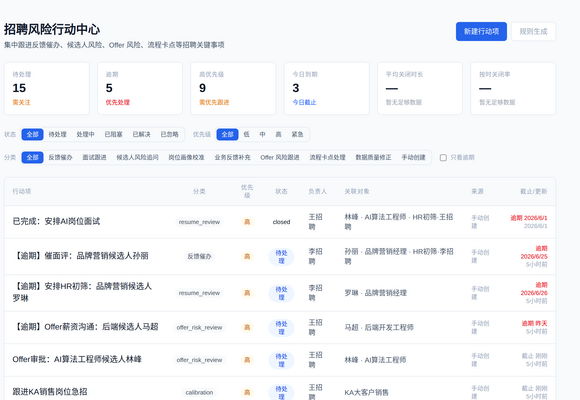 招聘风险行动中心
集中跟进反馈催办、候选人风险、Offer 风险、流程卡点等招聘关键事项
新建行动项 规则生成
待处理 逾期 高优先级 今日到期 平均关闭时长 按时关闭率
15 5 9 3 — —
需关注 优先处理 需优先跟进 今日截止 暂无足够数据 暂无足够数据
状态 全部 待处理 处理中 已阻塞 已解决 已忽略 优先级 全部 低 中 高 紧急
分类 全部 反馈催办 面试跟进 候选人风险追问 岗位画像校准 业务反馈补充 Offer 风险跟进 流程卡点处理 数据质量修正 手动创建 只看逾期
行动项 分类 优先级 状态 负责人 关联对象 来源 截止/更新
已完成：安排AI岗位面试 resume_review 高 closed 王招聘 林峰 · AI算法工程师 · HR初筛·王招聘 手动创建 逾期 2026/6/1
2026/6/1
【逾期】催面评：品牌营销候选人孙丽 反馈催办 高 待处理 李招聘 孙丽 · 品牌营销经理 · HR初筛·李招聘 手动创建 逾期 2026/6/25
5小时前
【逾期】安排HR初筛：品牌营销候选人罗琳 resume_review 高 待处理 李招聘 罗琳 · 品牌营销经理 手动创建 逾期 2026/6/26
5小时前
【逾期】Offer薪资沟通：后端候选人马超 offer_risk_review 高 待处理 王招聘 马超 · 后端开发工程师 手动创建 逾期 昨天
5小时前
Offer审批：AI算法工程师候选人林峰 offer_risk_review 高 待处理 王招聘 林峰 · AI算法工程师 手动创建 截止 刚刚
5小时前
跟进KA销售岗位急招 calibration 高 待处理 王招聘 KA大客户销售 手动创建 截止 刚刚
5小时前